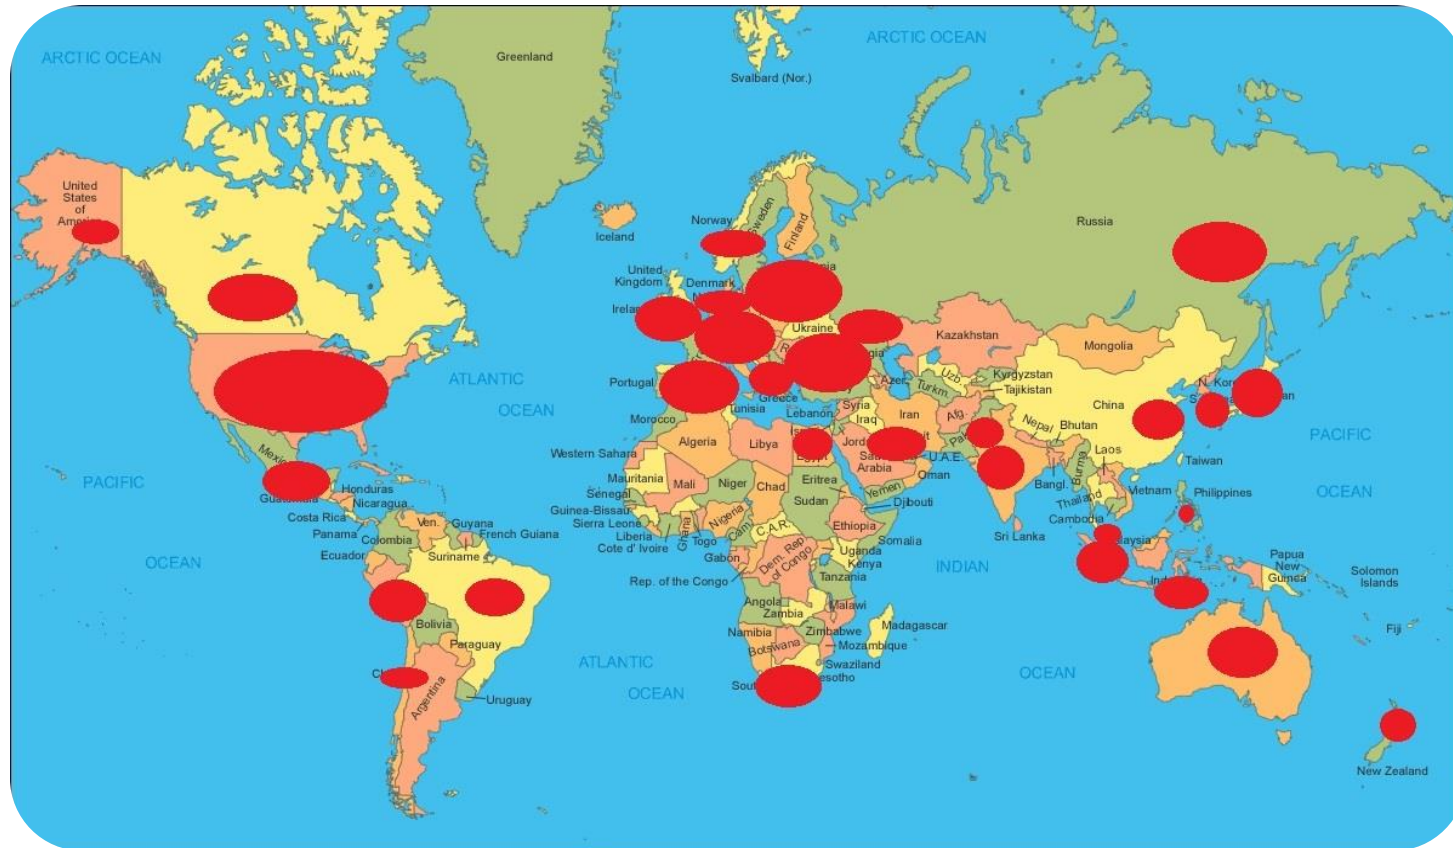 ARCTIC OCEAN
ARCTIC OCEAN
Greenland
Svalbard (Nor.)
United
States
of
Russia
Norway
Sweden
Finland
Iceland
United
Kingdom
Denmark
Ukraine
Kazakhstan
Mongolia
ATLANTIC
OCEAN
Portugal
Greece
Tunisia
Azer.
Uzb.
Turkm.
Kyrgyzstan
Tajikistan
China
Morocco
Lebanon
Syria
Iraq
Iran
Afg.
Nepal
Bhutan
PACIFIC
OCEAN
PACIFIC
OCEAN
Western Sahara
Algeria
Libya
Arabia
U.A.E.
Oman
Yemen
Laos
Burma
Bangl.
Taiwan
Thailand
Vietnam
Cambodia
Philippines
Honduras
Nicaragua
Costa Rica
Panama
Mauritania
Mali
Niger
Chad
Eritrea
Sudan
Djibouti
Senegal
Guinea-Bissau
Sierra Leone
Liberia
Cote d' Ivoire
Ghana
Togo
Nigeria
Cam.
C.A.R.
Ethiopia
Somalia
Sri Lanka
Ven.
Guyana
French Guiana
Suriname
Colombia
Ecuador
Gabon
Rep. of the Congo
Dem. Rep
of Congo
Uganda
Kenya
Tanzania
INDIAN
OCEAN
Papua
New
Guinea
Solomon
Islands
Bolivia
Paraguay
Argentina
Uruguay
ATLANTIC
OCEAN
Angola
Zambia
Malawi
Namibia
Botswana
Zimbabwe
Mozambique
Madagascar
Swaziland
Fiji
New Zealand